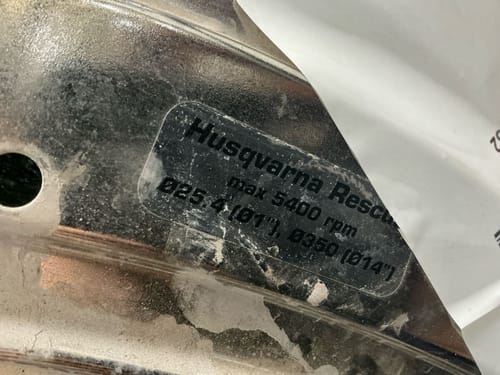 Husqvarna Rescu
max 5400 rpm
Ø25.4 (Ø1"), Ø350 (Ø14")